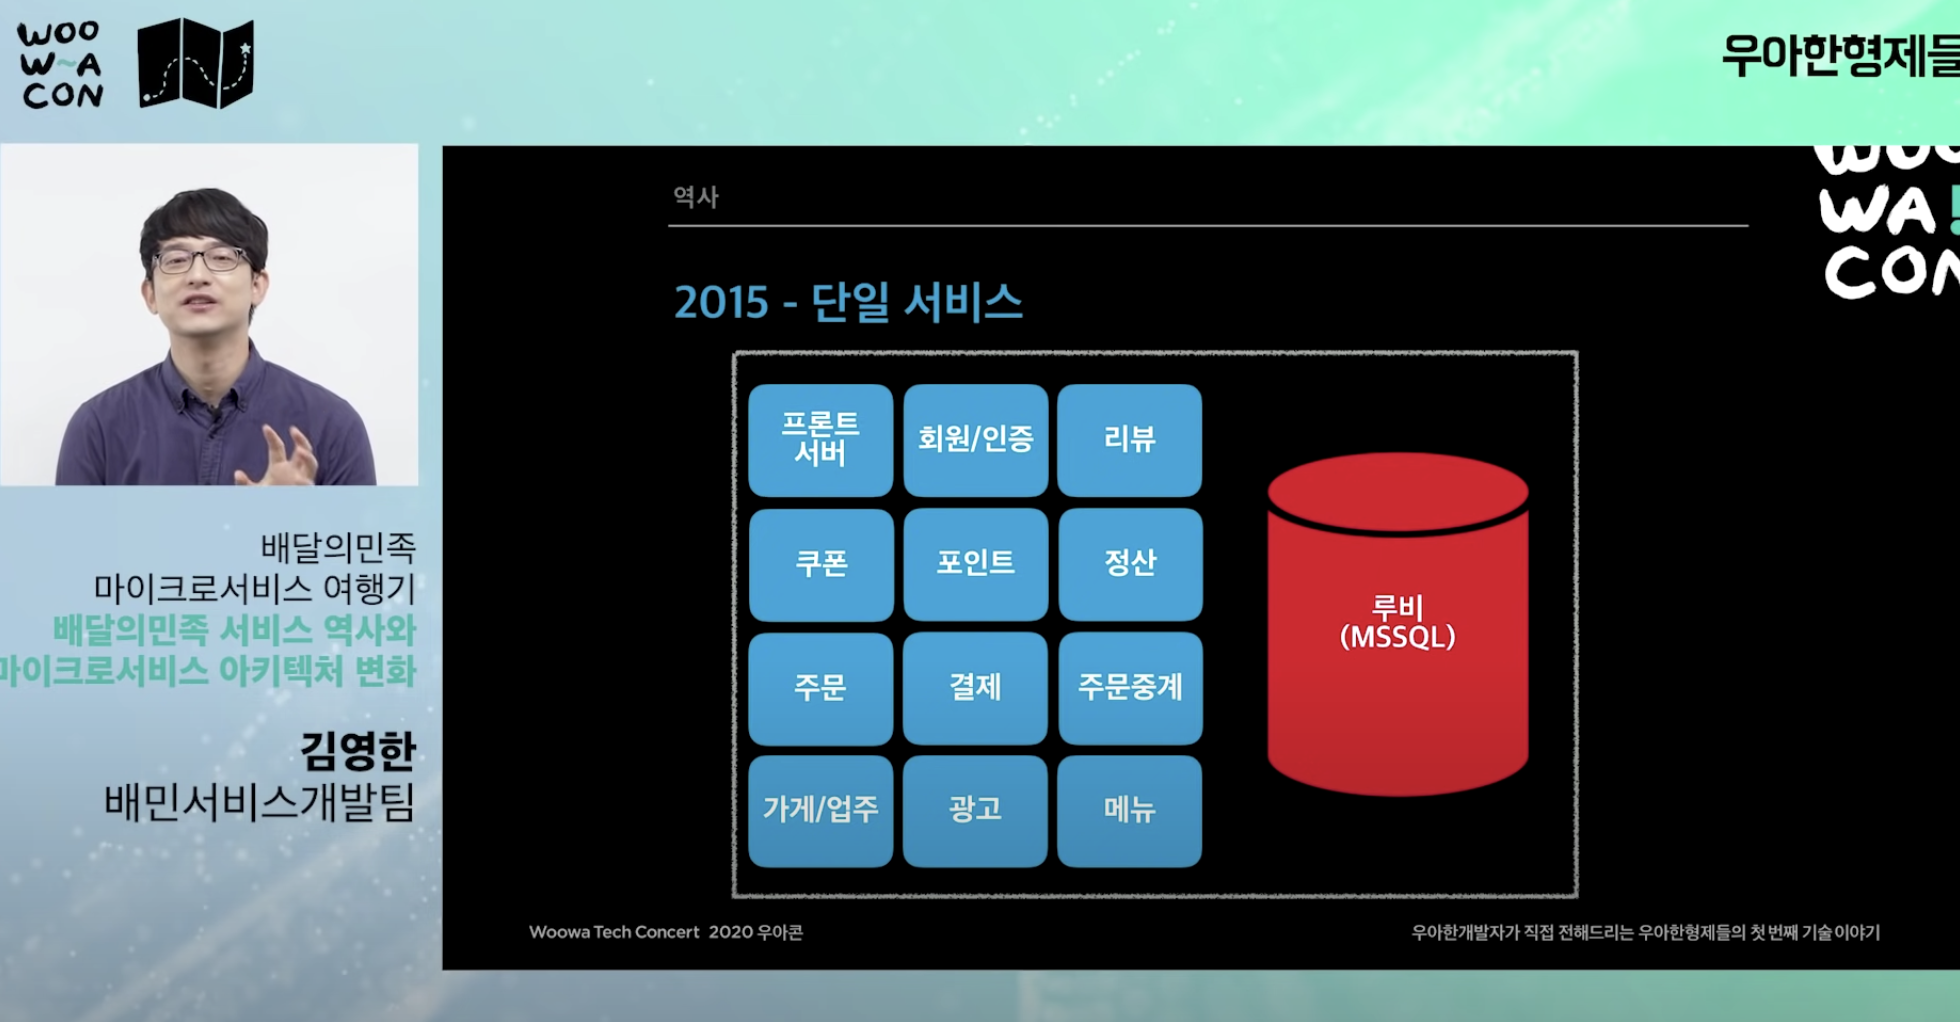 WOO
W~A
CON
우아한형제들
WOO
WA!
CON
역사
2015 - 단일 서비스
프론트
서버
회원/인증
리뷰
쿠폰
포인트
정산
주문
결제
주문중계
가게/업주
광고
메뉴
루비
(MSSQL)
배달의민족
마이크로서비스 여행기
배달의민족 서비스 역사와
마이크로서비스 아키텍처 변화
김영한
배민서비스개발팀
Woowa Tech Concert 2020 우아콘
우아한개발자가 직접 전해드리는 우아한형제들의 첫 번째 기술 이야기